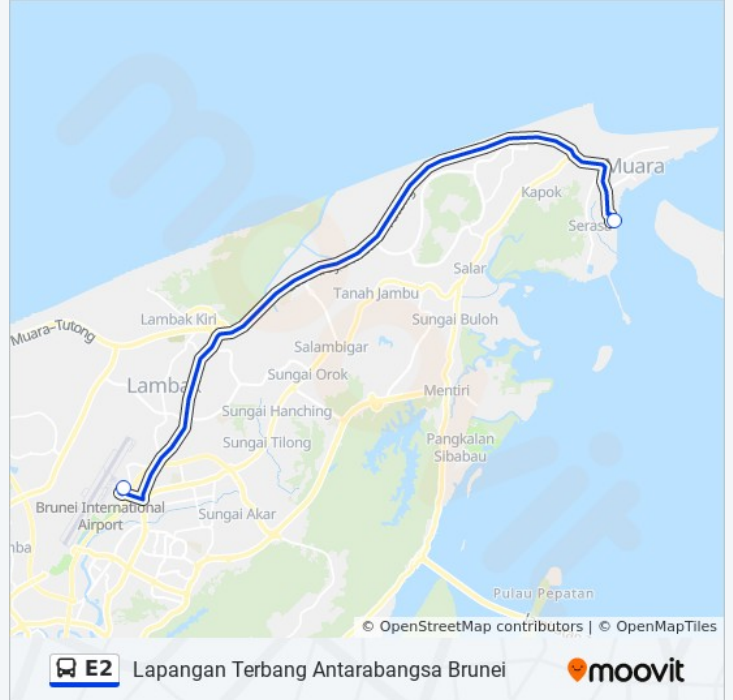 Muara
Kapok
Serasa
Salar
Tanah Jambu
Lambak Kiri
Sungai Buloh
Muara-Tutong
Salambigar
Sungai Orok
Mentiri
Sungai Hanching
Sungai Tilong
Pangkalan
Sibabau
Brunei International
Airport
Sungai Akar
Pulau Pepatan
© OpenStreetMap contributors | © OpenMapTiles
E2 Lapangan Terbang Antarabangsa Brunei
moovit